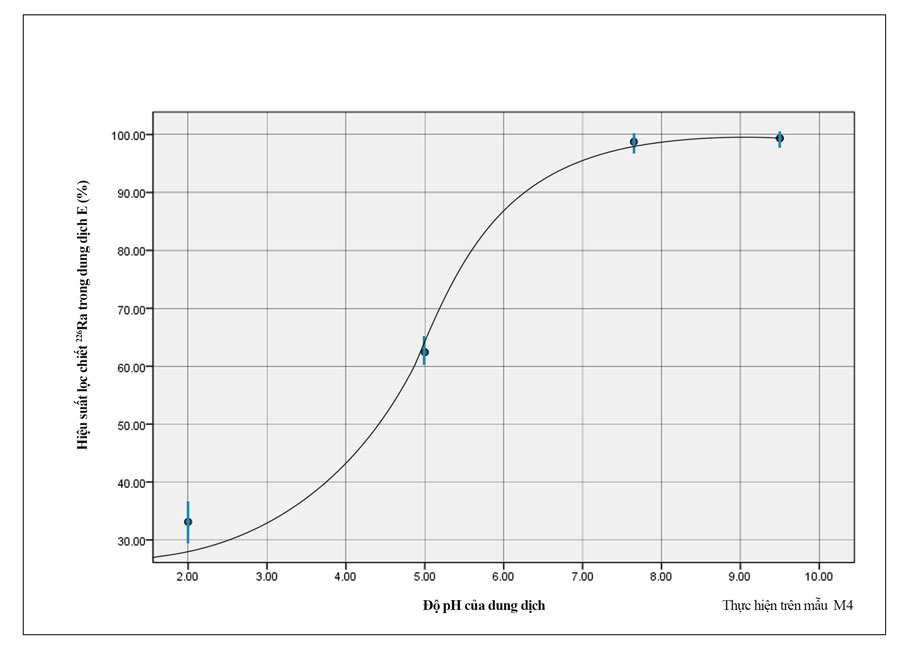 100.00
90.00
80.00
70.00
60.00
50.00
40.00
30.00
Hiệu suất lọc chiết ²²⁶Ra trong dung dịch E (%)
2.00 3.00 4.00 5.00 6.00 7.00 8.00 9.00 10.00
Độ pH của dung dịch
Thực hiện trên mẫu M4